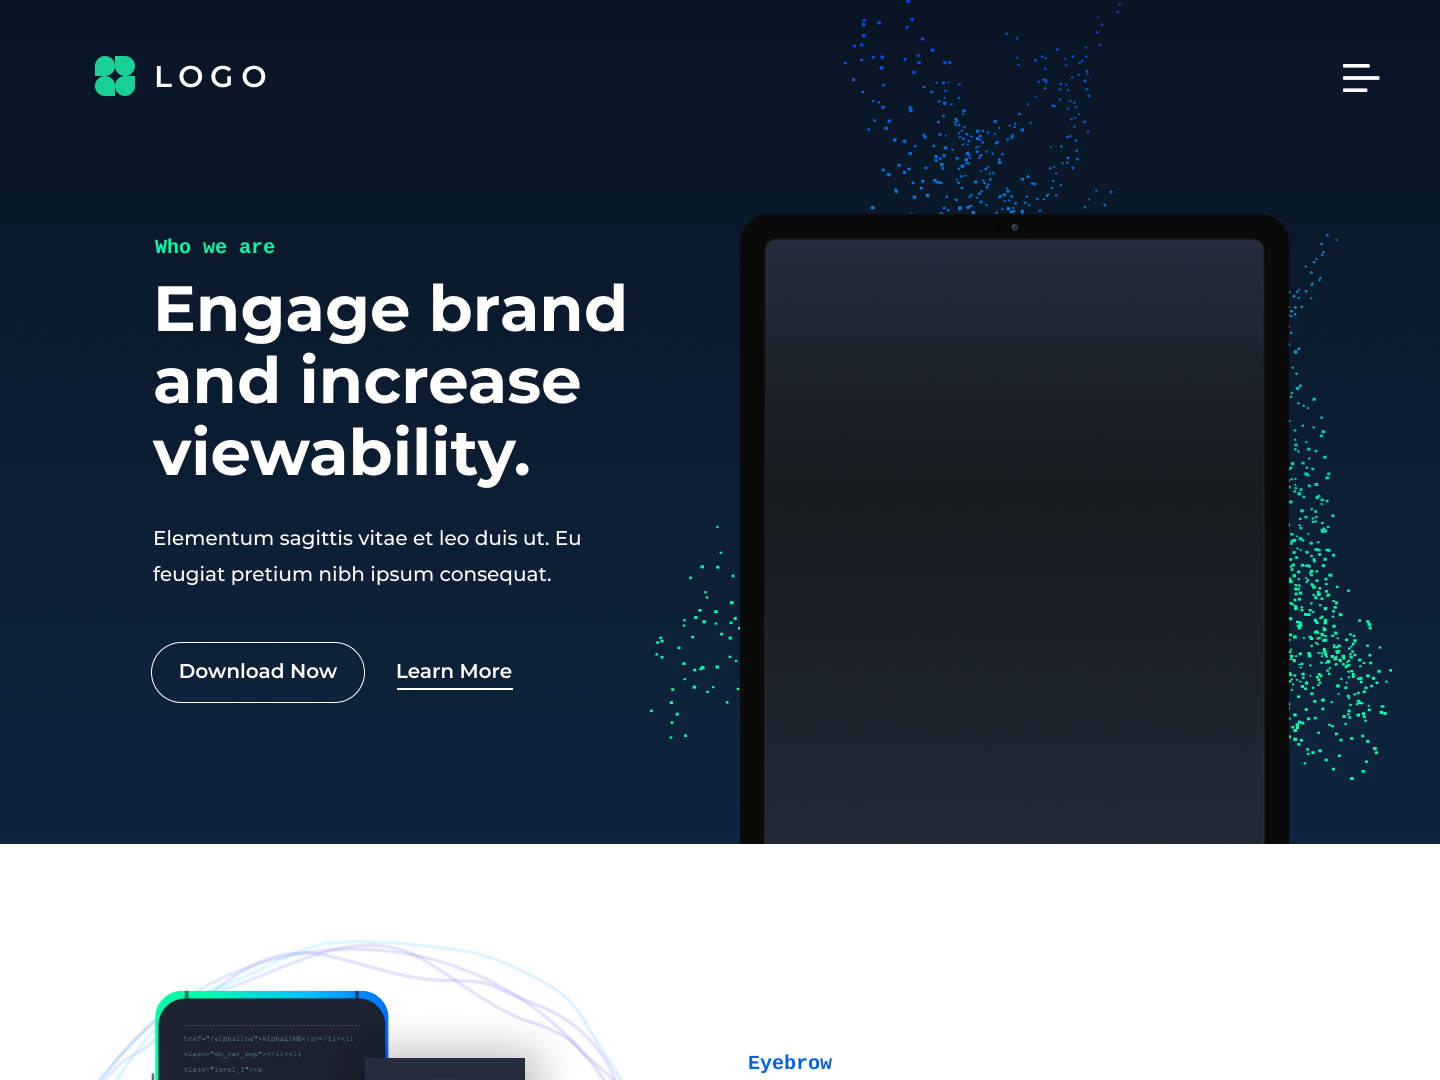 LOGO
Who we are
Engage brand
and increase
viewability.
Elementum sagittis vitae et leo duis ut. Eu
feugiat pretium nibh ipsum consequat.
Download Now
Learn More
href="/alphaline">AlphaLINE</a></li><li
class="mb_cat_sep"></li><li
class="level_1"><a
Eyebrow